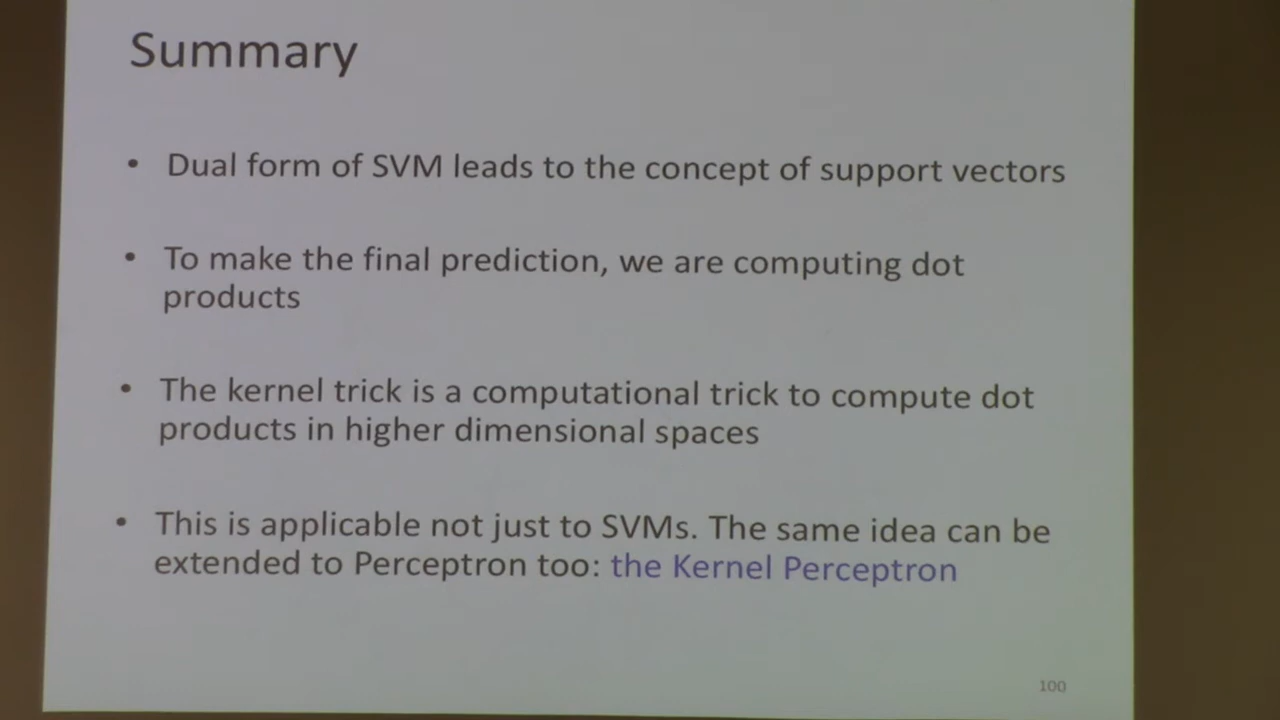 Summary
• Dual form of SVM leads to the concept of support vectors
• To make the final prediction, we are computing dot
products
• The kernel trick is a computational trick to compute dot
products in higher dimensional spaces
• This is applicable not just to SVMs. The same idea can be
extended to Perceptron too: the Kernel Perceptron
100